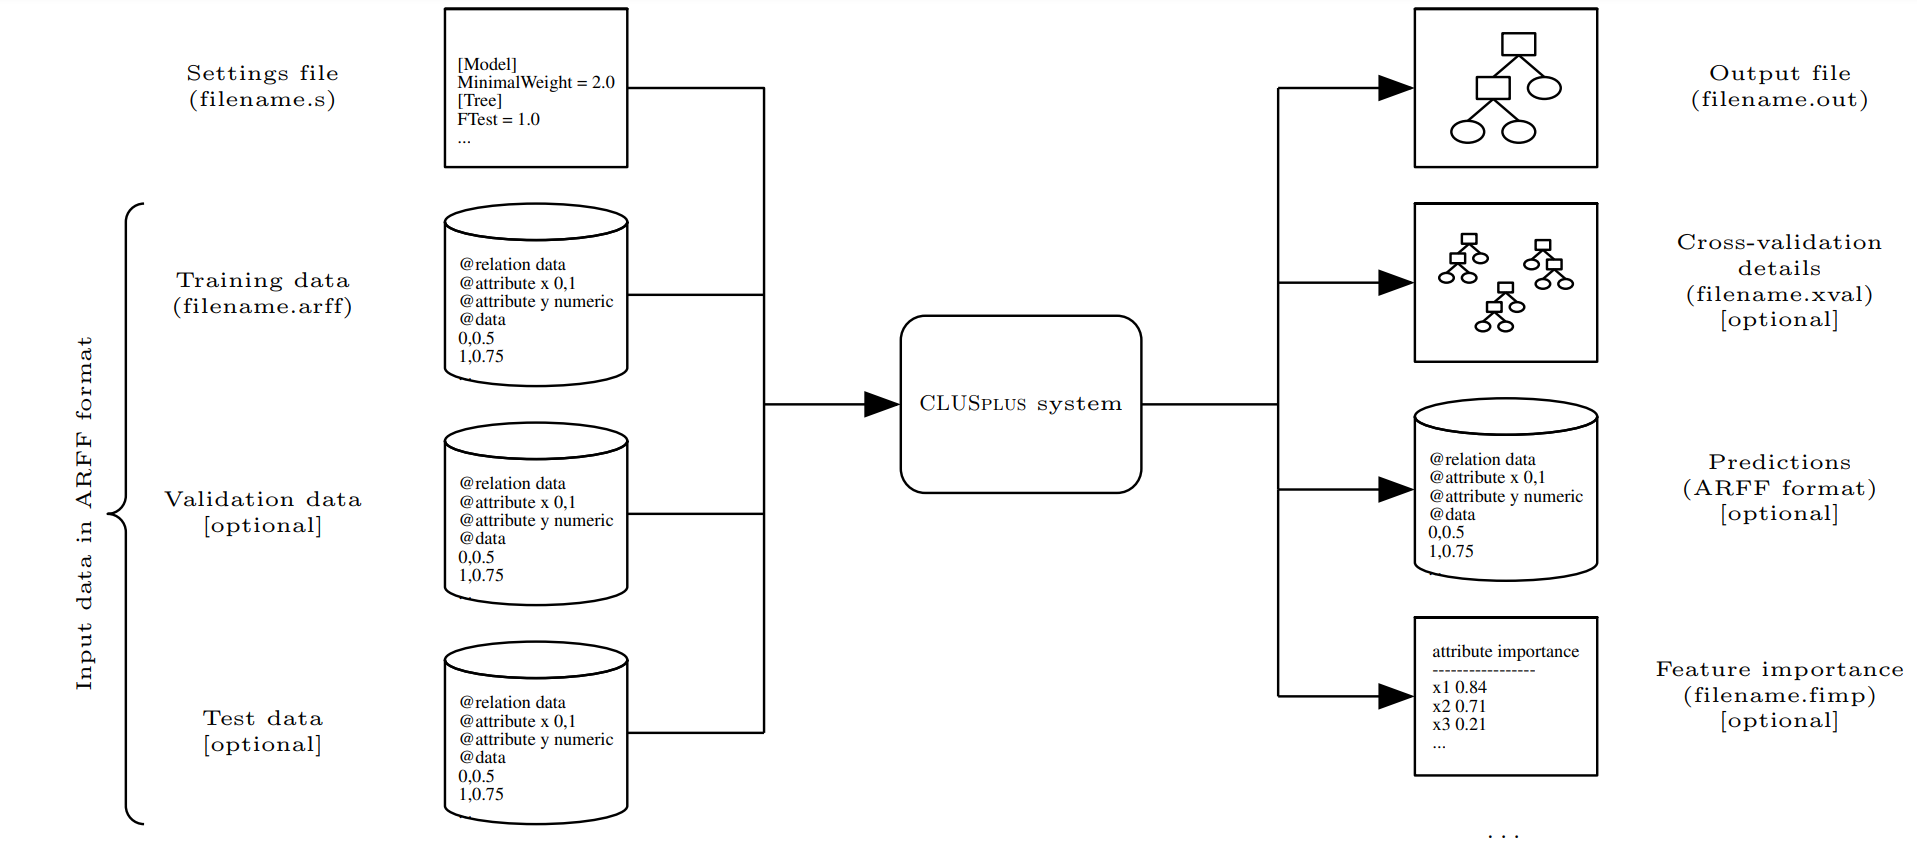 Settings file
(filename.s)
[Model]
MinimalWeight = 2.0
[Tree]
FTest = 1.0
...
Input data in ARFF format
Training data
(filename.arff)
@relation data
@attribute x 0,1
@attribute y numeric
@data
0,0.5
1,0.75
...
Validation data
[optional]
@relation data
@attribute x 0,1
@attribute y numeric
@data
0,0.5
1,0.75
...
Test data
[optional]
@relation data
@attribute x 0,1
@attribute y numeric
@data
0,0.5
1,0.75
...
CLUSPLUS system
Output file
(filename.out)
Cross-validation
details
(filename.xval)
[optional]
@relation data
@attribute x 0,1
@attribute y numeric
@data
0,0.5
1,0.75
...
Predictions
(ARFF format)
[optional]
attribute importance
-----------------
x1 0.84
x2 0.71
x3 0.21
...
Feature importance
(filename.fimp)
[optional]
...